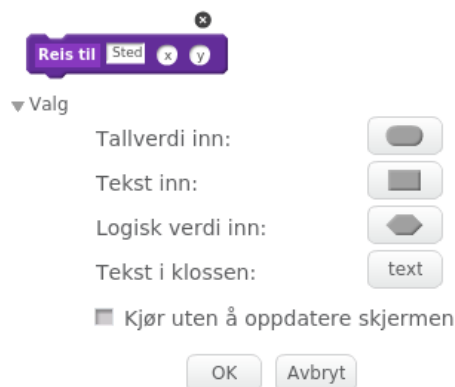 Reis til Sted x y
Valg
Tallverdi inn:
Tekst inn:
Logisk verdi inn:
Tekst i klossen: text
Kjør uten å oppdatere skjermen
OK Avbryt